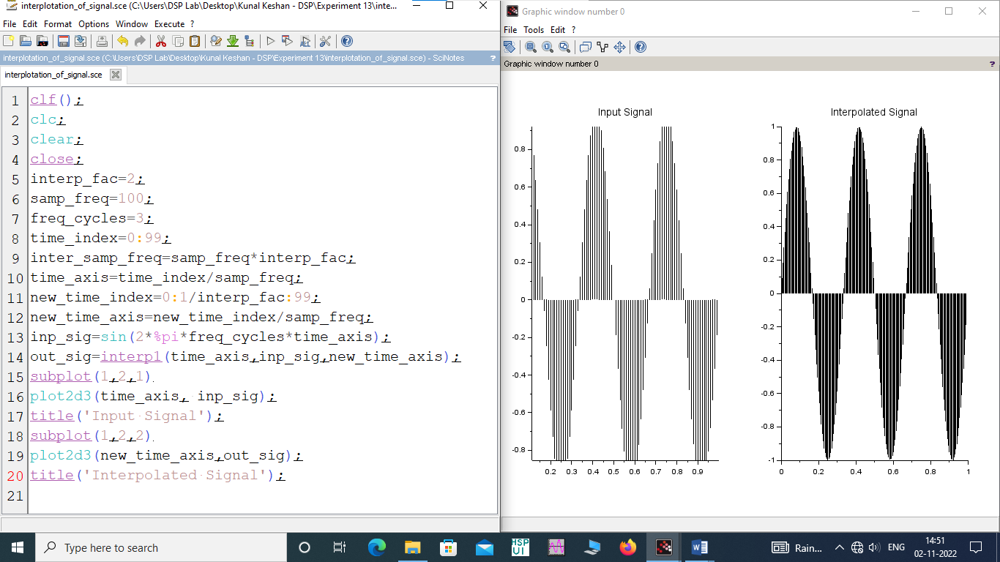 interplotation_of_signal.sce (C:\Users\DSP Lab\Desktop\Kunal Keshan - DSP\Experiment 13\inte...
File Edit Format Options Window Execute ?
interplotation_of_signal.sce (C:\Users\DSP Lab\Desktop\Kunal Keshan - DSP\Experiment 13\interplotation_of_signal.sce) - SciNotes ?
interplotation_of_signal.sce
1 clf();
2 clc;
3 clear;
4 close;
5 interp_fac=2;
6 samp_freq=100;
7 freq_cycles=3;
8 time_index=0:99;
9 inter_samp_freq=samp_freq*interp_fac;
10 time_axis=time_index/samp_freq;
11 new_time_index=0:1/interp_fac:99;
12 new_time_axis=new_time_index/samp_freq;
13 inp_sig=sin(2*%pi*freq_cycles*time_axis);
14 out_sig=interp1(time_axis,inp_sig,new_time_axis);
15 subplot(1,2,1)
16 plot2d3(time_axis, inp_sig);
17 title('Input Signal');
18 subplot(1,2,2)
19 plot2d3(new_time_axis,out_sig);
20 title('Interpolated Signal');
21
Graphic window number 0
File Tools Edit ?
Graphic window number 0 ?
Input Signal
0.8
0.6
0.4
0.2
0
-0.2
-0.4
-0.6
-0.8
0.2 0.3 0.4 0.5 0.6 0.7 0.8 0.9
Interpolated Signal
1
0.8
0.6
0.4
0.2
0
-0.2
-0.4
-0.6
-0.8
-1
0 0.2 0.4 0.6 0.8 1
Type here to search
HSP
UI
W
Rain...
ENG
14:51
02-11-2022